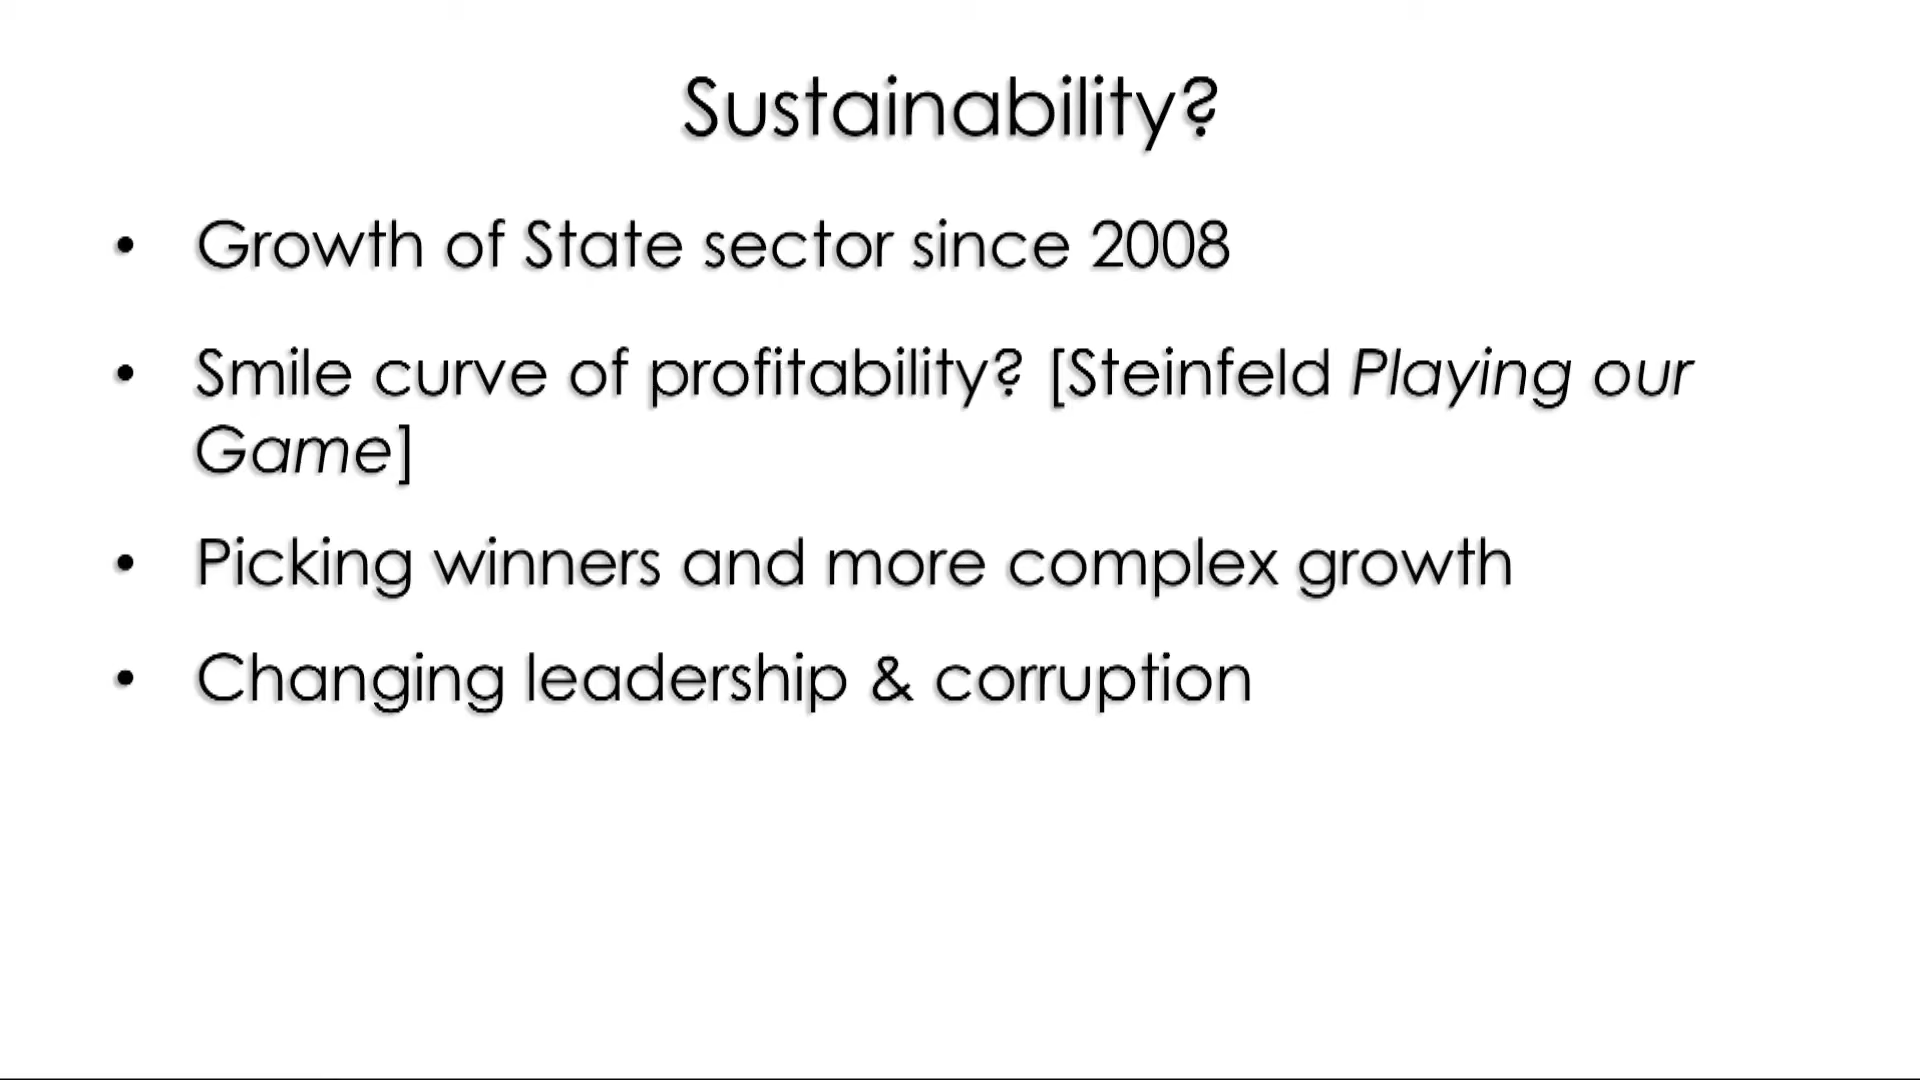 Sustainability?
• Growth of State sector since 2008
• Smile curve of profitability? [Steinfeld Playing our
Game]
• Picking winners and more complex growth
• Changing leadership & corruption